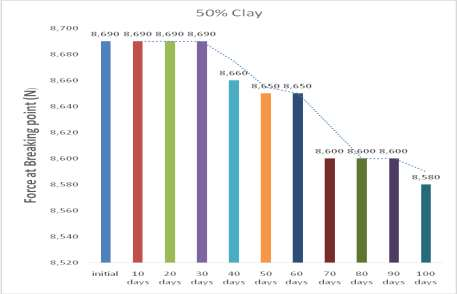 50% Clay
8,700
8,680
8,660
8,640
8,620
8,600
8,580
8,560
8,540
8,520
Force at Breaking point (N)
8,690 8,690 8,690 8,690
8,660
8,650 8,650
8,600 8,600 8,600
8,580
initial 10 20 30 40 50 60 70 80 90 100
days days days days days days days days days days